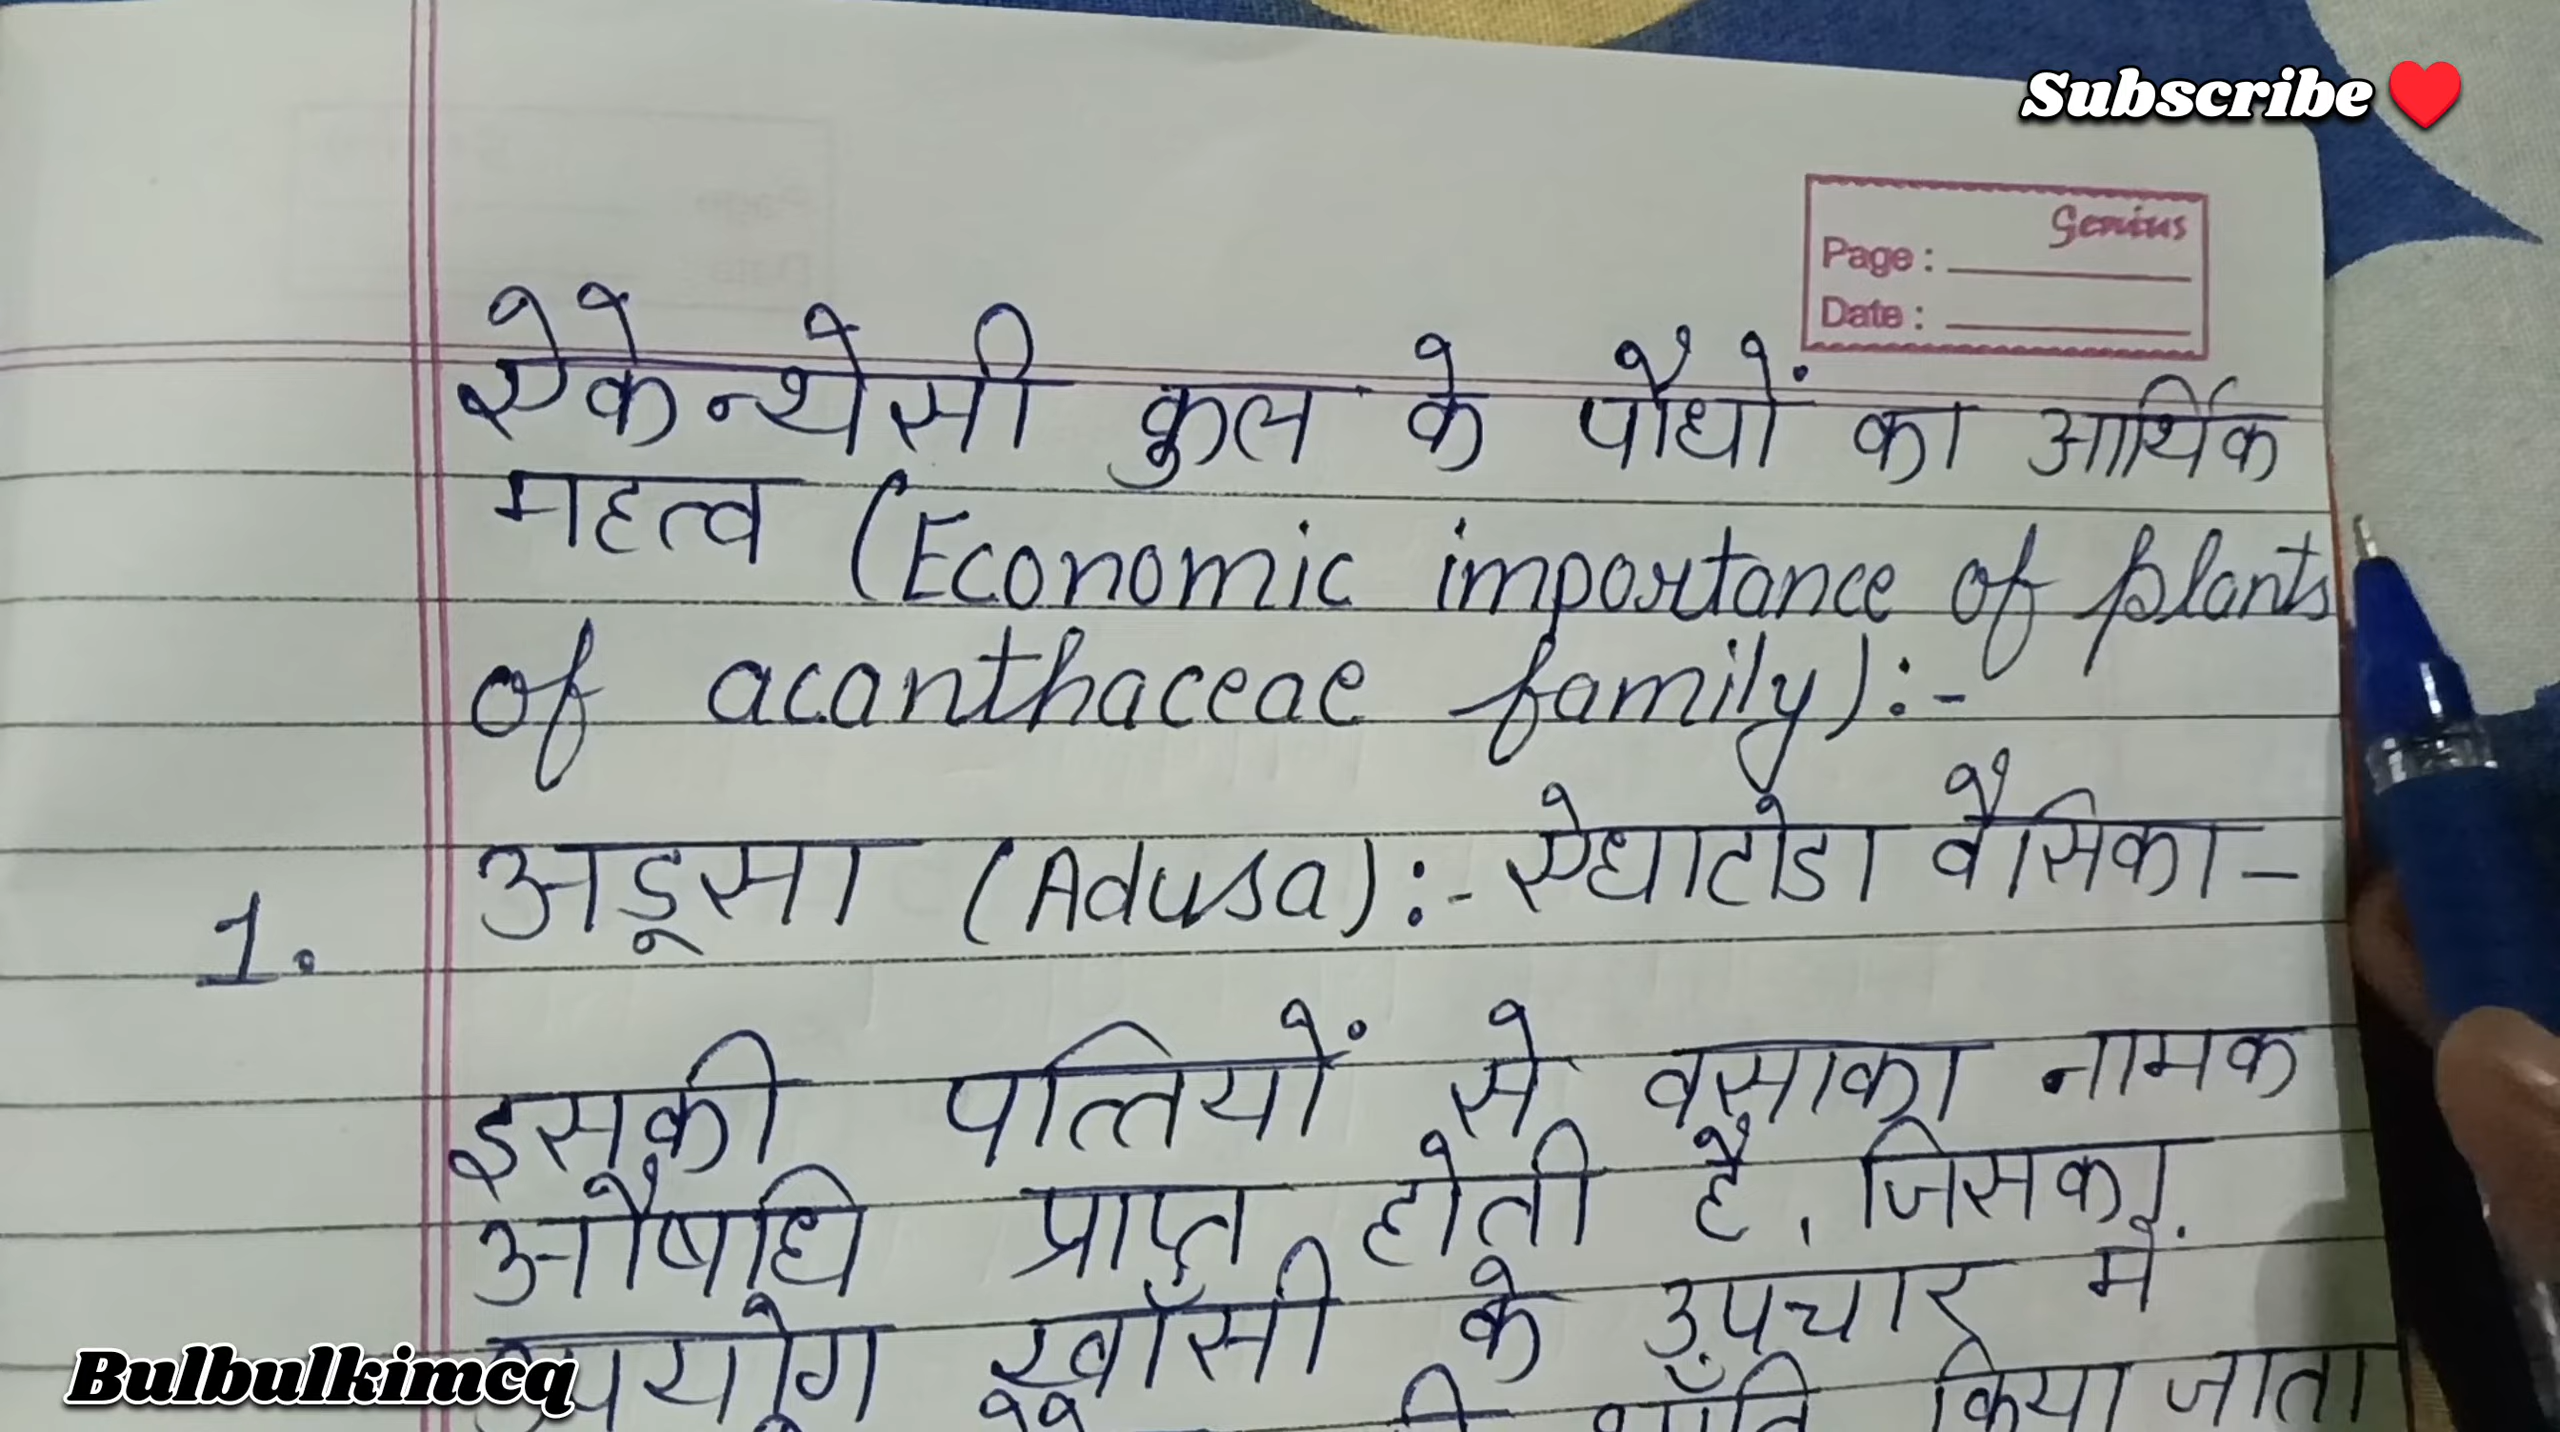 Subscribe
Genius
Page :
Date :
ऐकेन्थेसी कुल के पौधों का आर्थिक
महत्व (Economic importance of plants
of acanthaceae family):-
1. अडूसा (Adusa):- ऐधाटोडा वैसिका -
इसकी पत्तियों से वसाका नामक
औषधि प्राप्त होती है, जिसका
उपयोग खाँसी के उपचार में
किया जाता
Bulbulkimcq